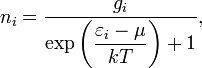 n_i = \frac{g_i}{\exp\left(\frac{\varepsilon_i - \mu}{kT}\right) + 1},